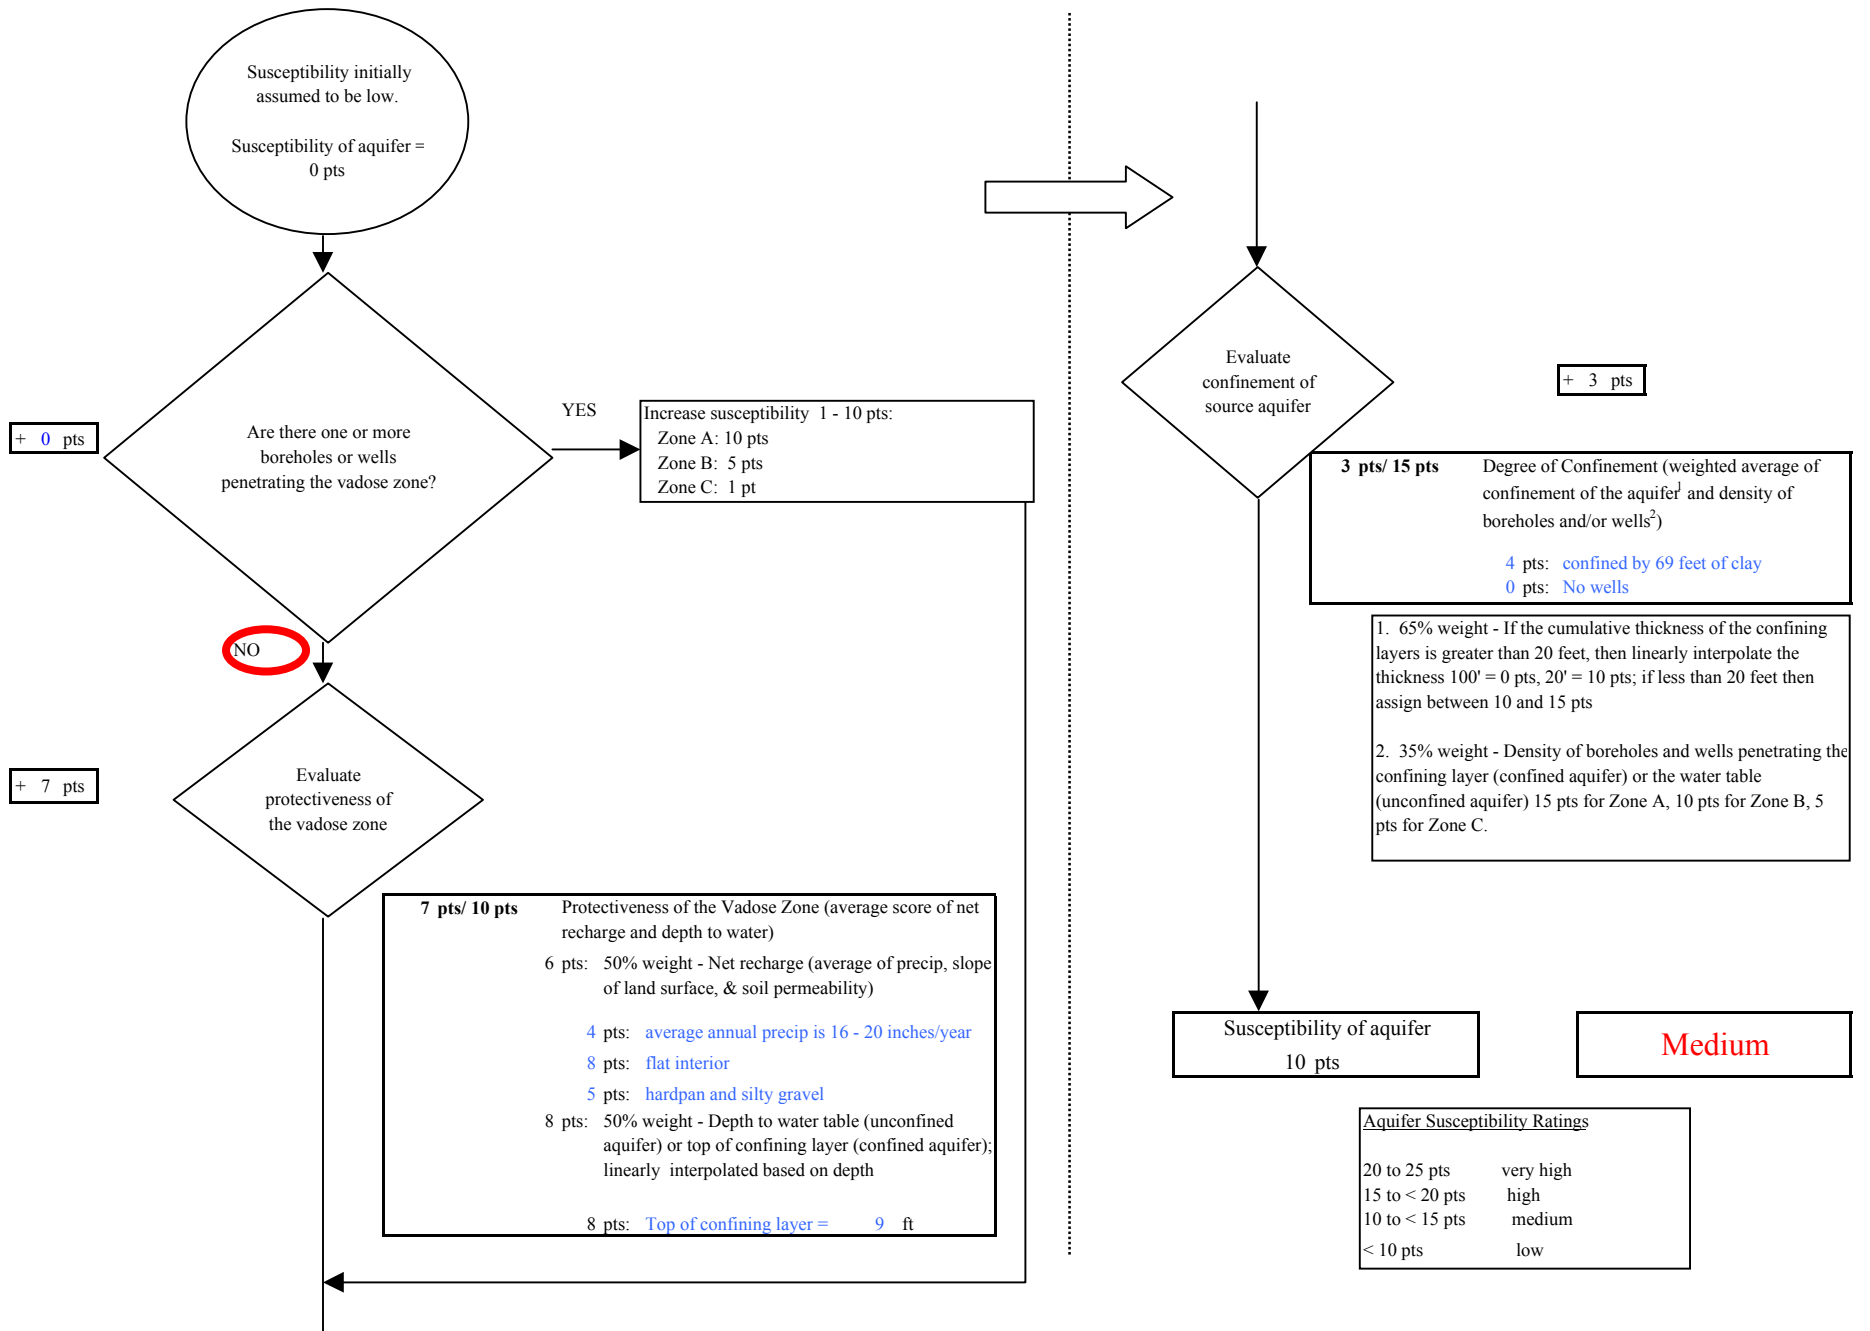 Susceptibility initially
assumed to be low.
Susceptibility of aquifer =
0 pts
+ 0 pts
Are there one or more
boreholes or wells
penetrating the vadose zone?
YES
Increase susceptibility 1 - 10 pts:
Zone A: 10 pts
Zone B: 5 pts
Zone C: 1 pt
NO
+ 7 pts
Evaluate
protectiveness of
the vadose zone
7 pts/ 10 pts Protectiveness of the Vadose Zone (average score of net
recharge and depth to water)
6 pts: 50% weight - Net recharge (average of precip, slope
of land surface, & soil permeability)
4 pts: average annual precip is 16 - 20 inches/year
8 pts: flat interior
5 pts: hardpan and silty gravel
8 pts: 50% weight - Depth to water table (unconfined
aquifer) or top of confining layer (confined aquifer);
linearly interpolated based on depth
8 pts: Top of confining layer = 9 ft
Evaluate
confinement of
source aquifer
+ 3 pts
3 pts/ 15 pts Degree of Confinement (weighted average of
confinement of the aquifer1 and density of
boreholes and/or wells2)
4 pts: confined by 69 feet of clay
0 pts: No wells
1. 65% weight - If the cumulative thickness of the confining
layers is greater than 20 feet, then linearly interpolate the
thickness 100' = 0 pts, 20' = 10 pts; if less than 20 feet then
assign between 10 and 15 pts
2. 35% weight - Density of boreholes and wells penetrating the
confining layer (confined aquifer) or the water table
(unconfined aquifer) 15 pts for Zone A, 10 pts for Zone B, 5
pts for Zone C.
Susceptibility of aquifer
10 pts
Medium
Aquifer Susceptibility Ratings
20 to 25 pts very high
15 to < 20 pts high
10 to < 15 pts medium
< 10 pts low